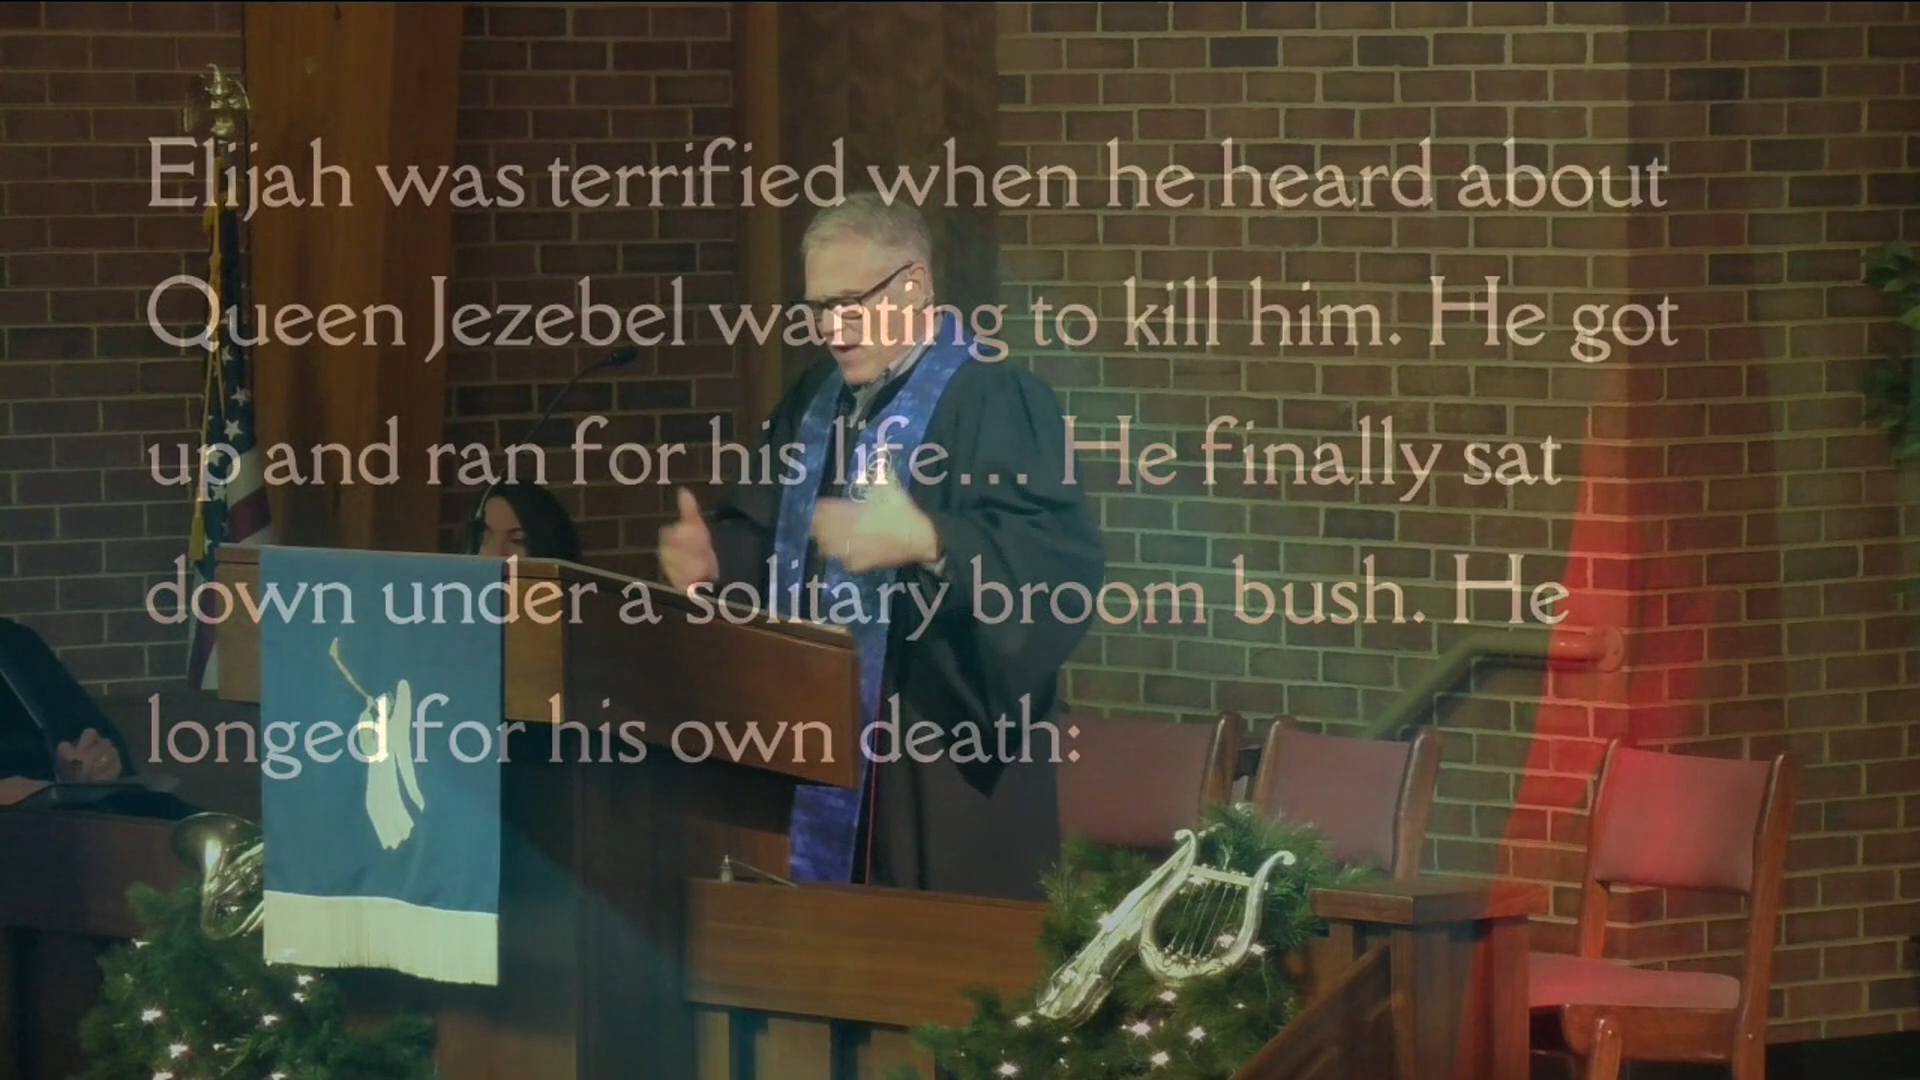 Elijah was terrified when he heard about
Queen Jezebel wanting to kill him. He got
up and ran for his life... He finally sat
down under a solitary broom bush. He
longed for his own death: